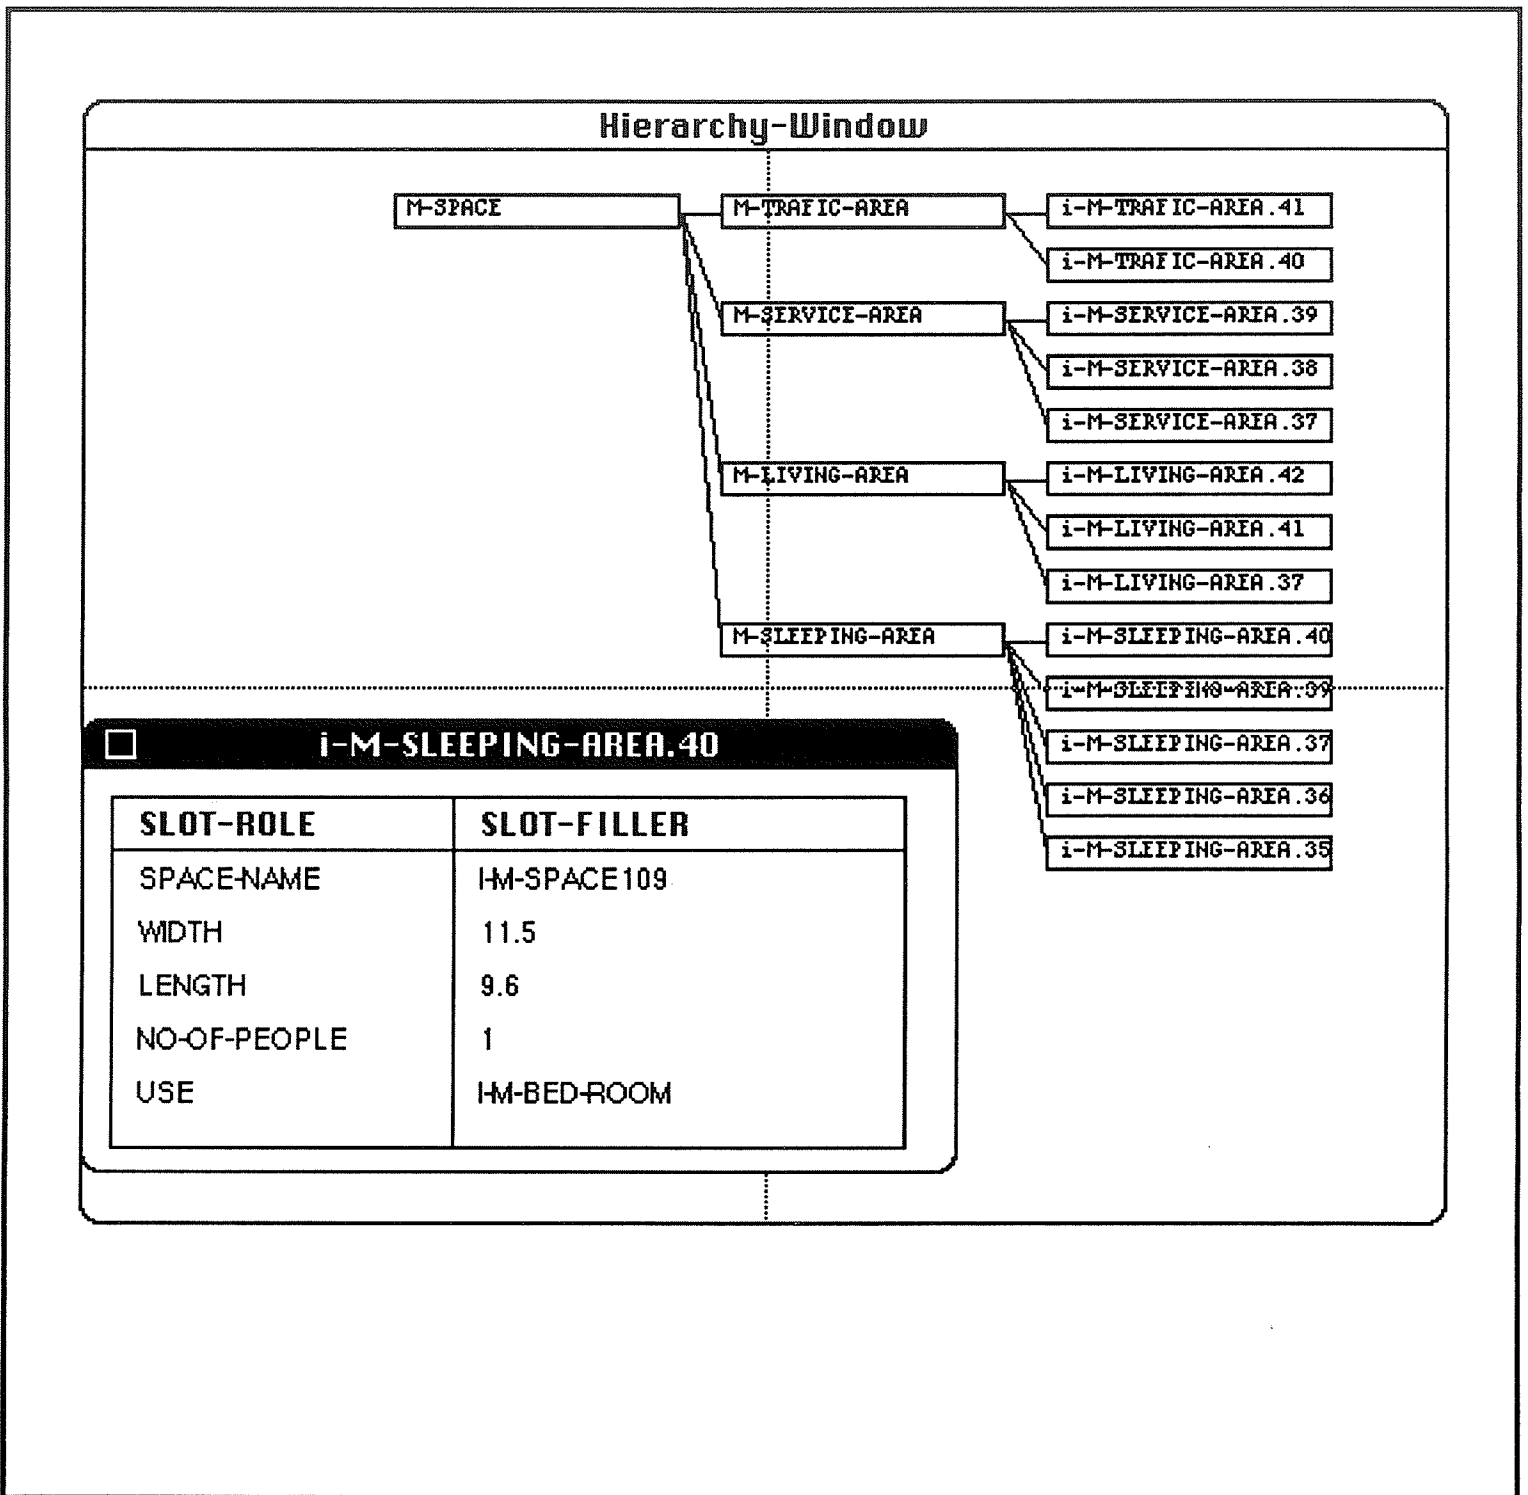 Hierarchy-Window
M-SPACE M-TRAFIC-AREA i-M-TRAFIC-AREA.41
i-M-TRAFIC-AREA.40
M-SERVICE-AREA i-M-SERVICE-AREA.39
i-M-SERVICE-AREA.38
i-M-SERVICE-AREA.37
M-LIVING-AREA i-M-LIVING-AREA.42
i-M-LIVING-AREA.41
i-M-LIVING-AREA.37
M-SLEEPING-AREA i-M-SLEEPING-AREA.40
i-M-SLEEPING-AREA.39
i-M-SLEEPING-AREA.37
i-M-SLEEPING-AREA.36
i-M-SLEEPING-AREA.35
i-M-SLEEPING-AREA.40
SLOT-ROLE SLOT-FILLER
SPACE-NAME I-M-SPACE109
WIDTH 11.5
LENGTH 9.6
NO-OF-PEOPLE 1
USE I-M-BED-ROOM